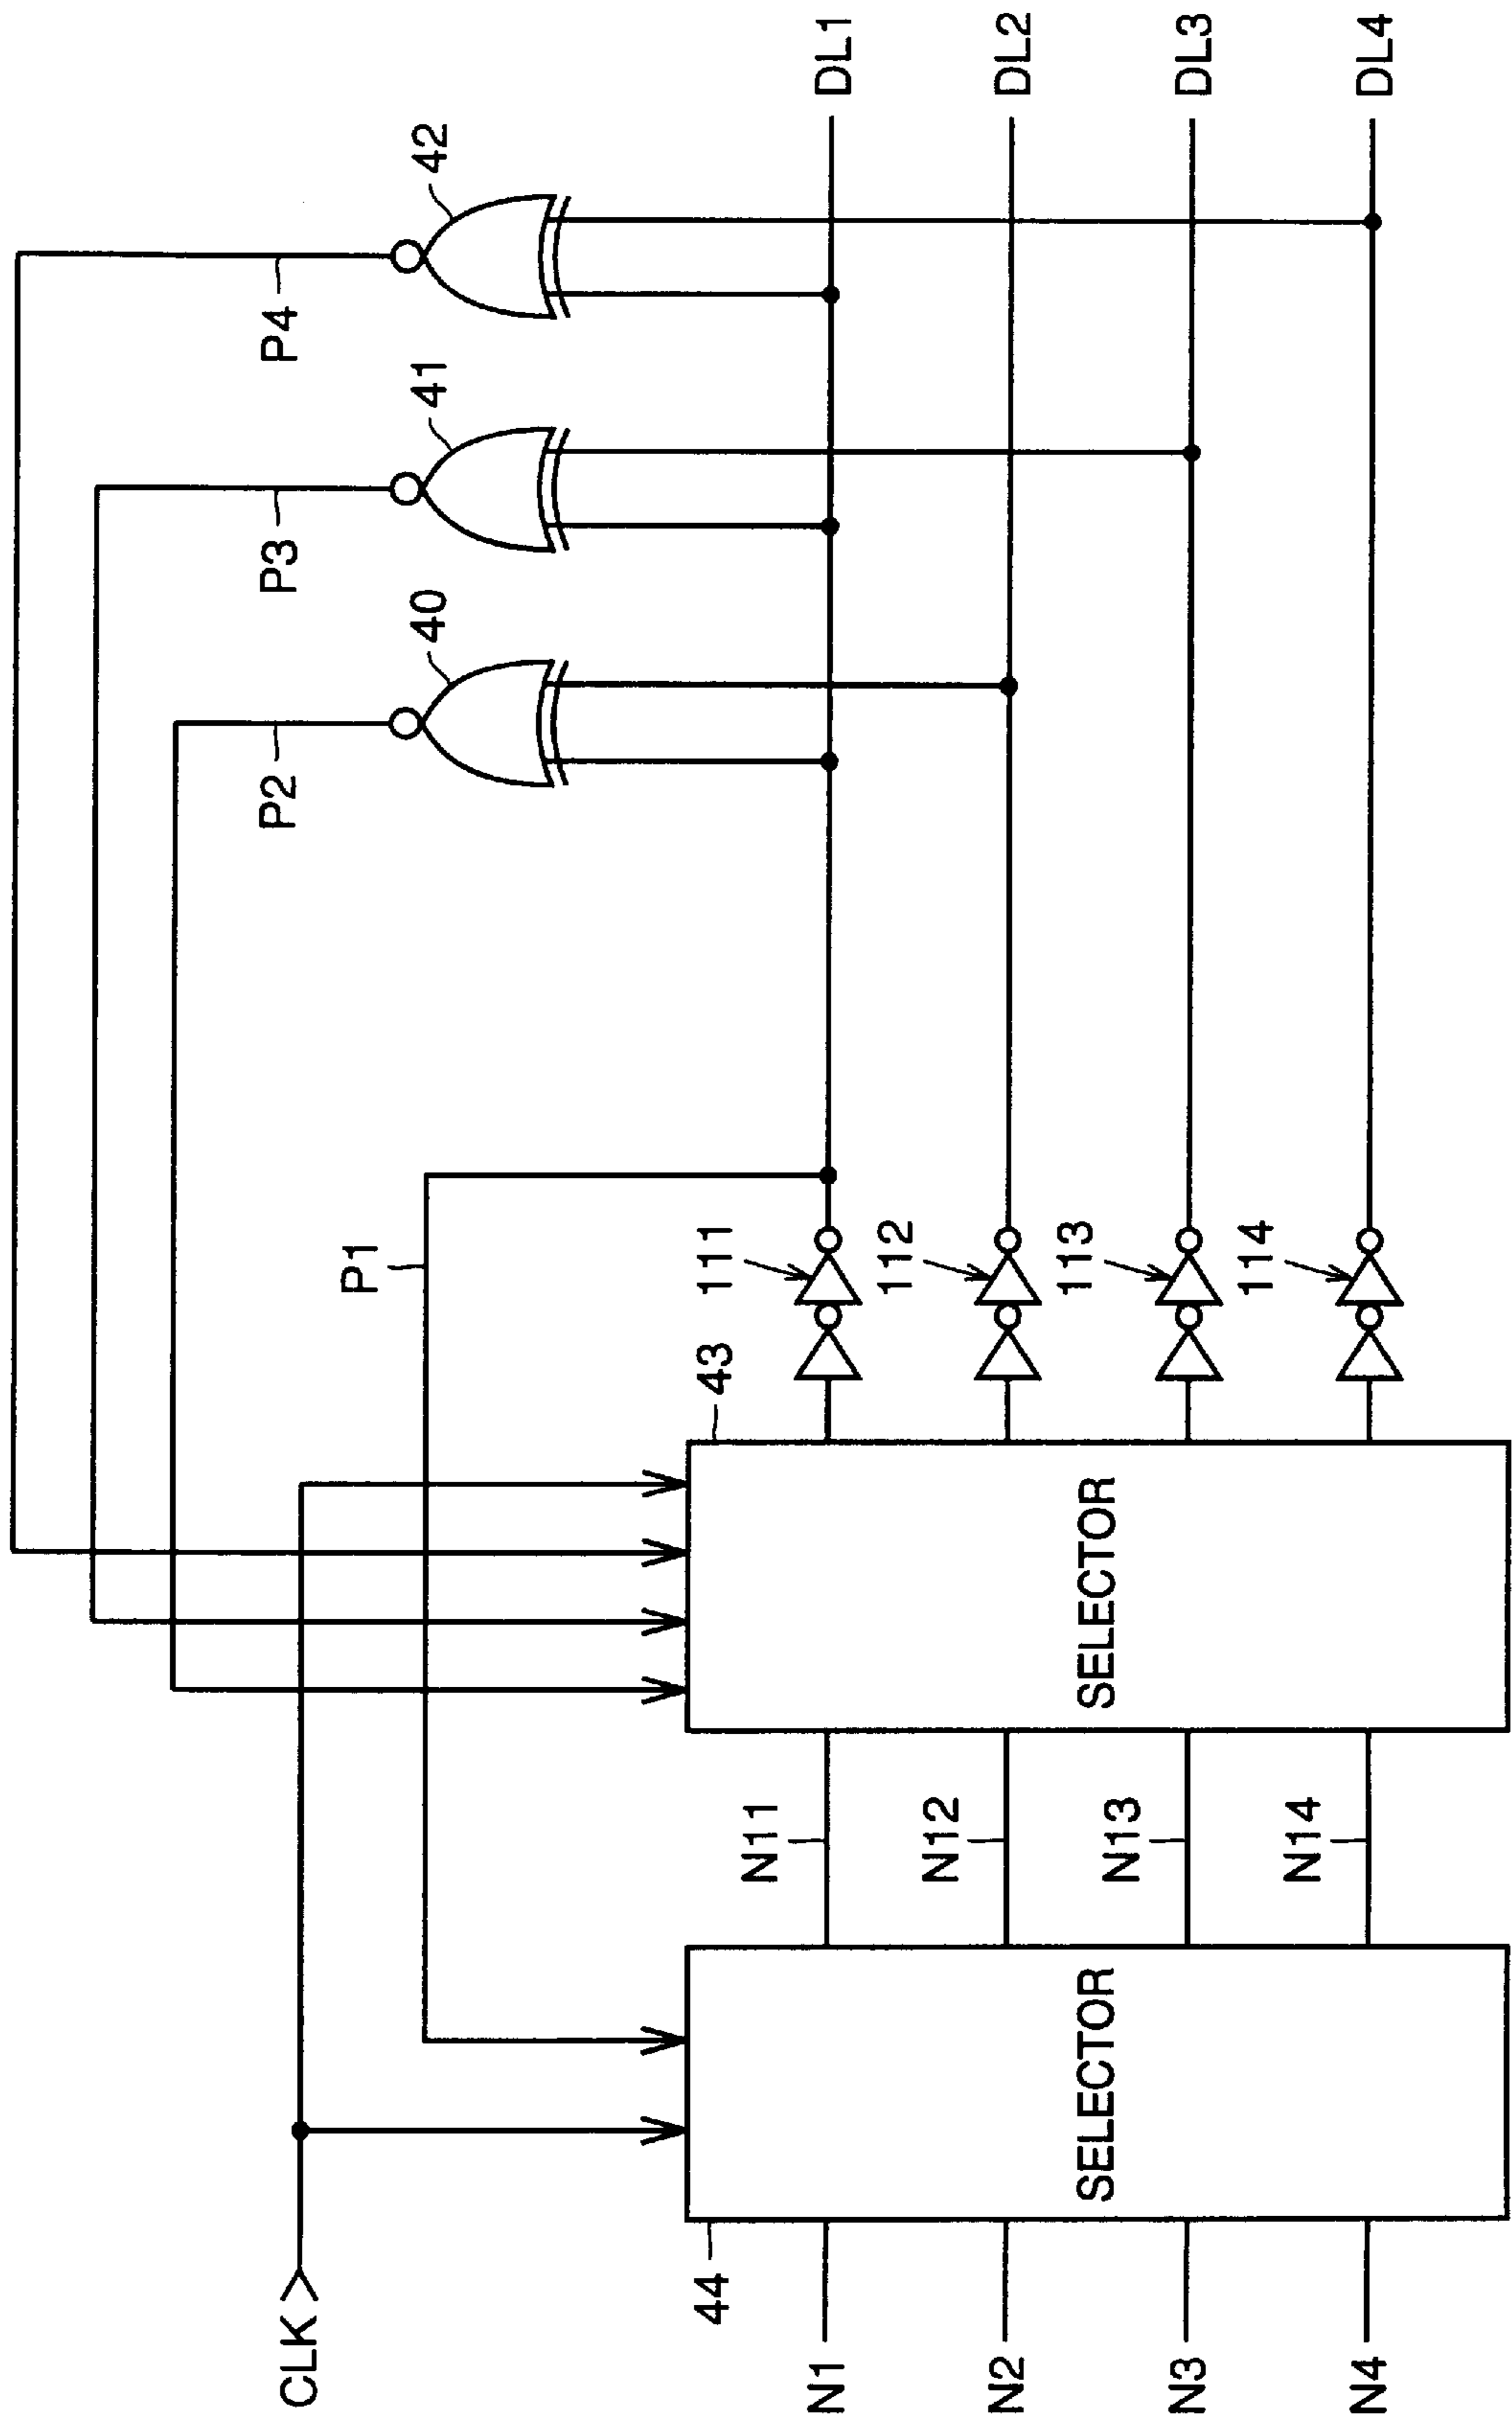 P4
42
P3
41
P2
40
CLK
P1
44
SELECTOR
43
SELECTOR
N1
N11
111
DL1
N2
N12
112
DL2
N3
N13
113
DL3
N4
N14
114
DL4